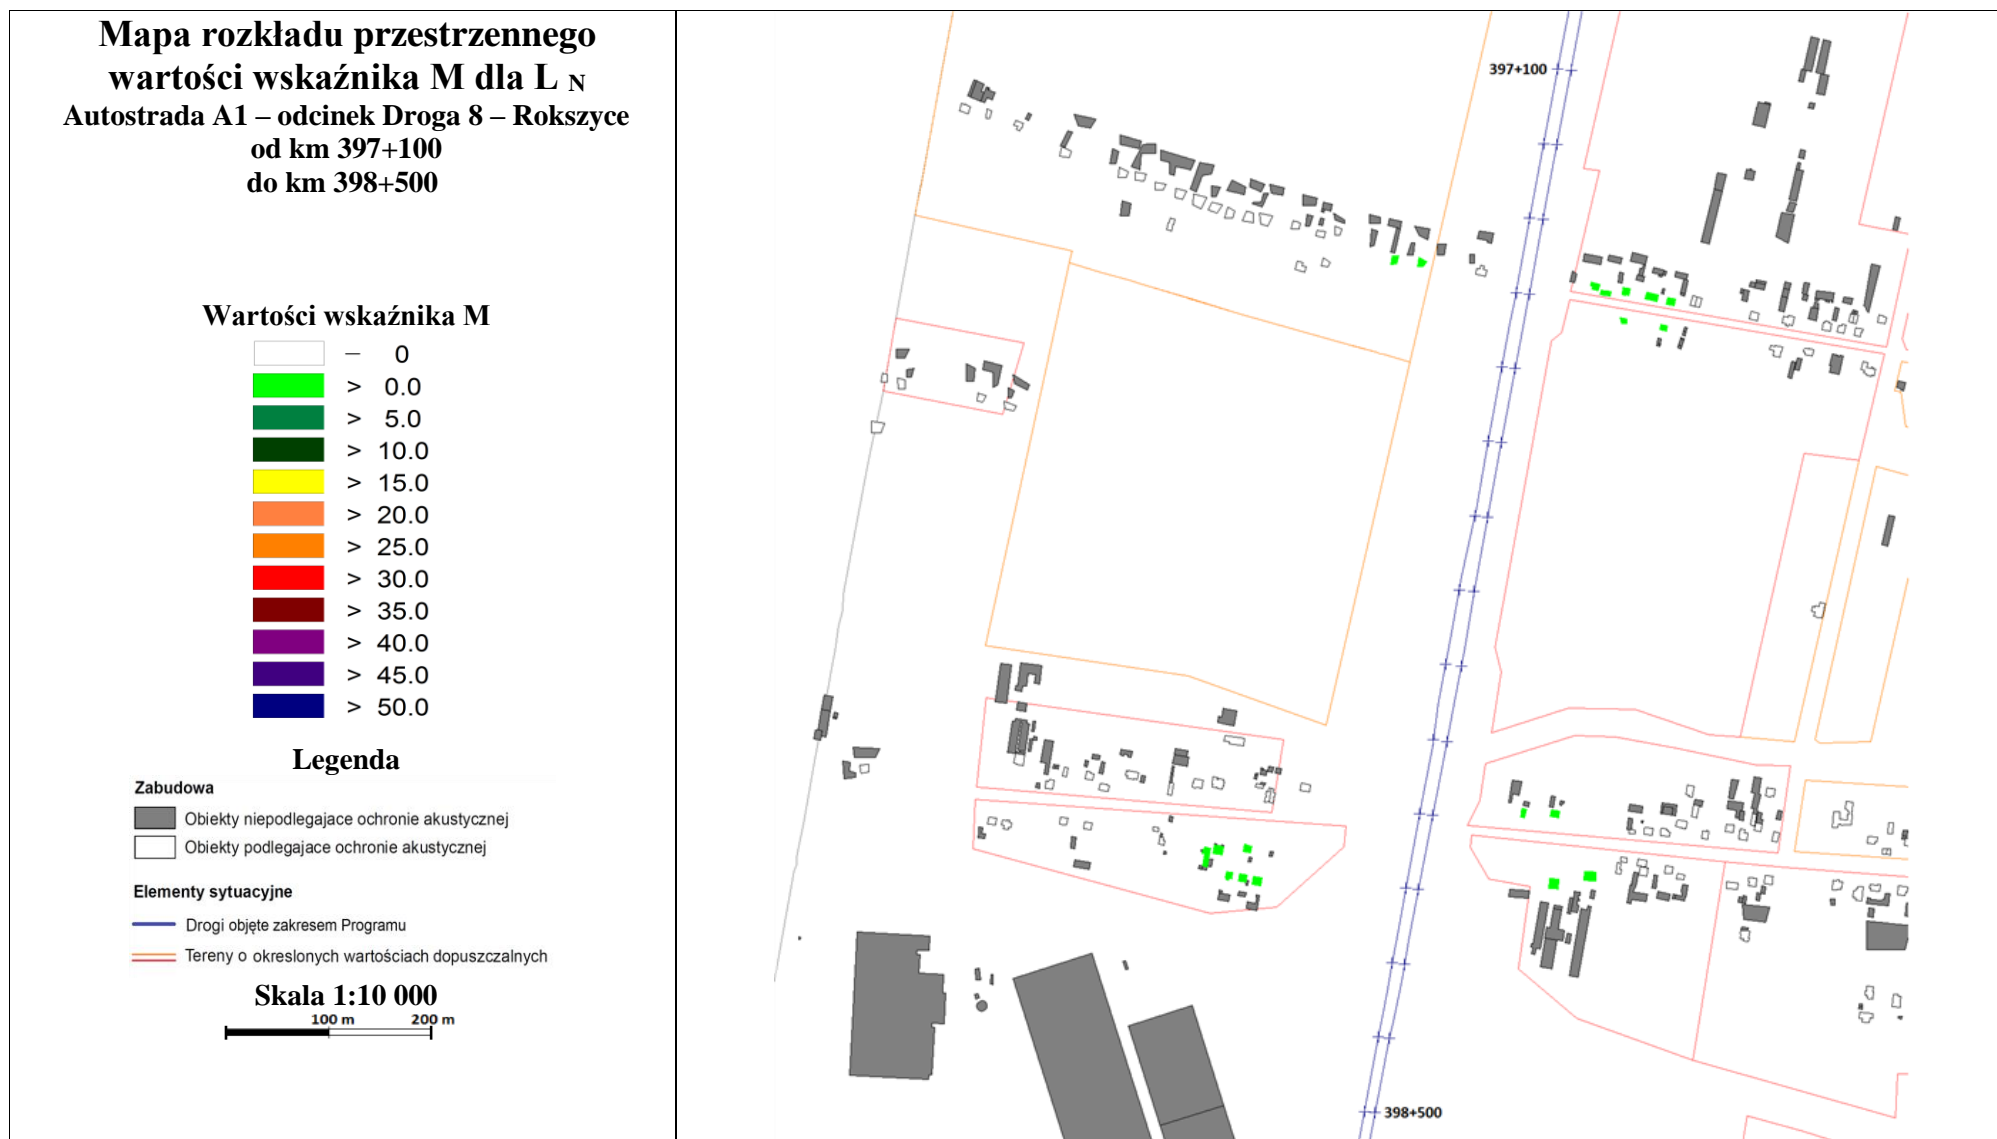 Mapa rozkładu przestrzennego
wartości wskaźnika M dla L N
Autostrada A1 – odcinek Droga 8 – Rokszyce
od km 397+100
do km 398+500
Wartości wskaźnika M
– 0
> 0.0
> 5.0
> 10.0
> 15.0
> 20.0
> 25.0
> 30.0
> 35.0
> 40.0
> 45.0
> 50.0
Legenda
Zabudowa
Obiekty niepodlegajace ochronie akustycznej
Obiekty podlegajace ochronie akustycznej
Elementy sytuacyjne
Drogi objęte zakresem Programu
Tereny o okreslonych wartościach dopuszczalnych
Skala 1:10 000
100 m 200 m
397+100
398+500